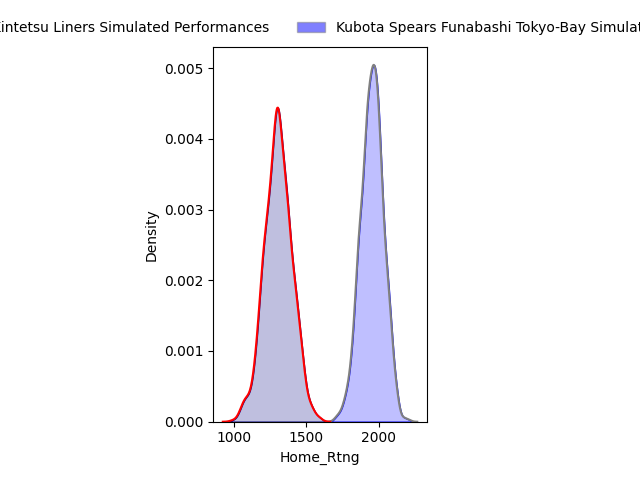 Kintetsu Liners Simulated Performances Kubota Spears Funabashi Tokyo-Bay Simulat
0.005
0.004
0.003
0.002
0.001
0.000
Density
1000 1500 2000
Home_Rtng